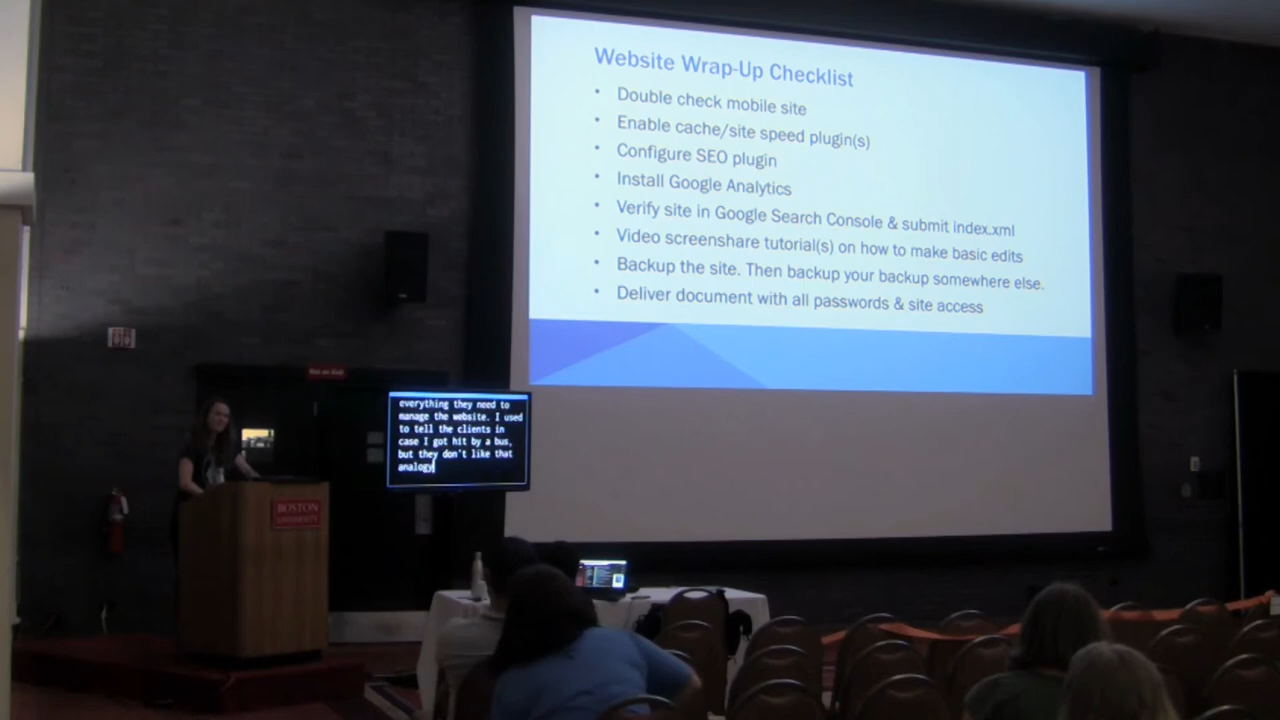 Website Wrap-Up Checklist
• Double check mobile site
• Enable cache/site speed plugin(s)
• Configure SEO plugin
• Install Google Analytics
• Verify site in Google Search Console & submit index.xml
• Video screenshare tutorial(s) on how to make basic edits
• Backup the site. Then backup your backup somewhere else.
• Deliver document with all passwords & site access
Not an Exit
everything they need to
manage the website. I used
to tell the clients in
case I got hit by a bus,
but they don't like that
analogy
BOSTON
UNIVERSITY